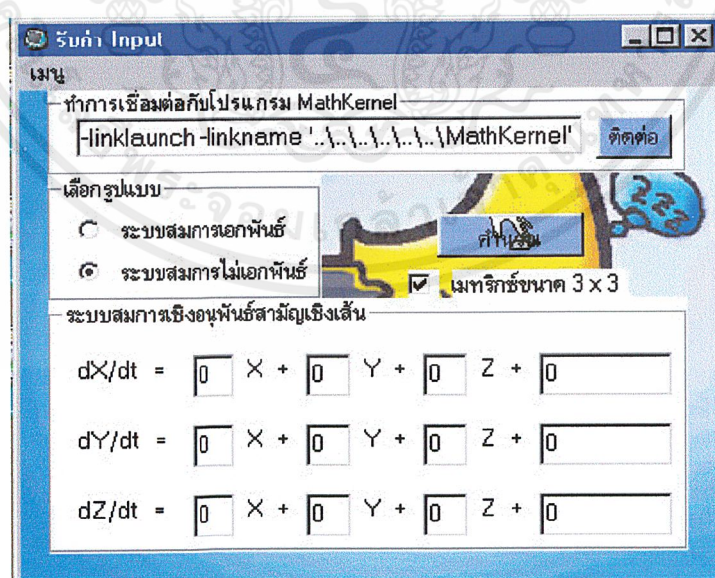 รับค่า Input
เมนู
ทำการเชื่อมต่อกับโปรแกรม MathKernel
-linklaunch -linkname '..\..\..\..\..\MathKernel' ติดต่อ
เลือกรูปแบบ
ระบบสมการเอกพันธ์
ระบบสมการไม่เอกพันธ์
คำนวณ
เมทริกซ์ขนาด 3 x 3
ระบบสมการเชิงอนุพันธ์สามัญเชิงเส้น
dX/dt = 0 X + 0 Y + 0 Z + 0
dY/dt = 0 X + 0 Y + 0 Z + 0
dZ/dt = 0 X + 0 Y + 0 Z + 0